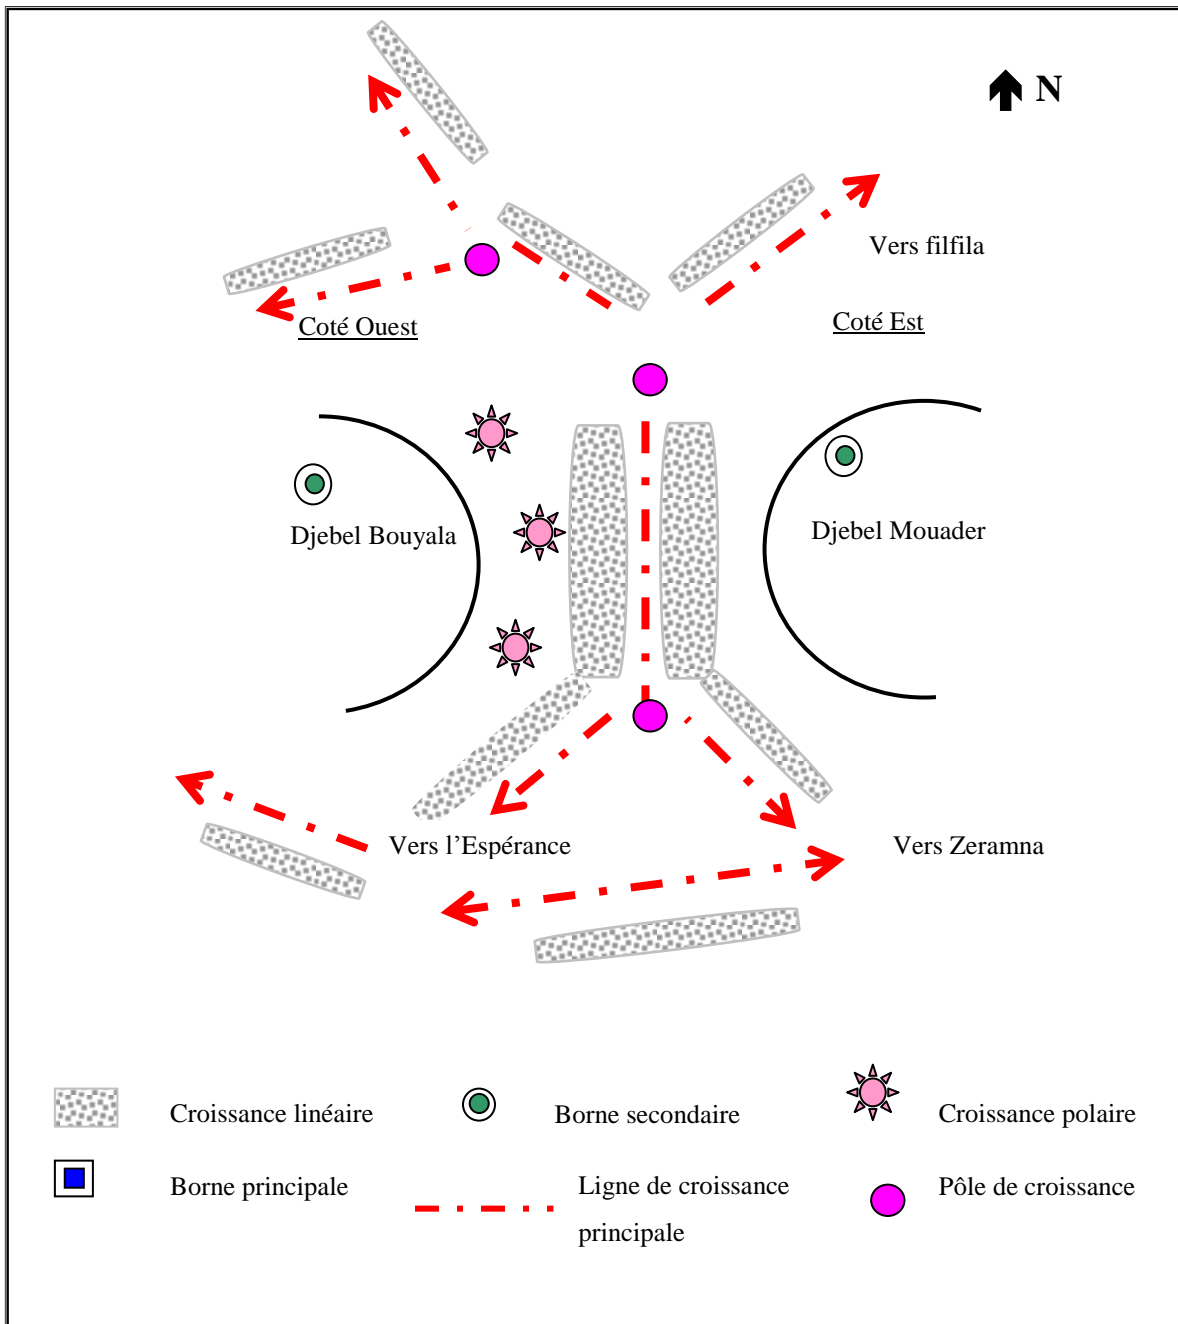 N
Vers filfila
Coté Ouest
Coté Est
Djebel Bouyala
Djebel Mouader
Vers l’Espérance
Vers Zeramna
Croissance linéaire
Borne secondaire
Croissance polaire
Borne principale
Ligne de croissance
principale
Pôle de croissance